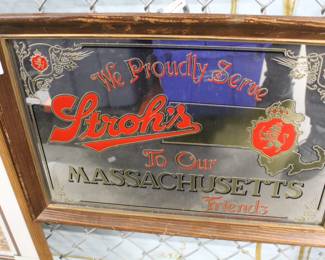 We Proudly Serve
Stroh's
To Our
MASSACHUSETTS
Friends